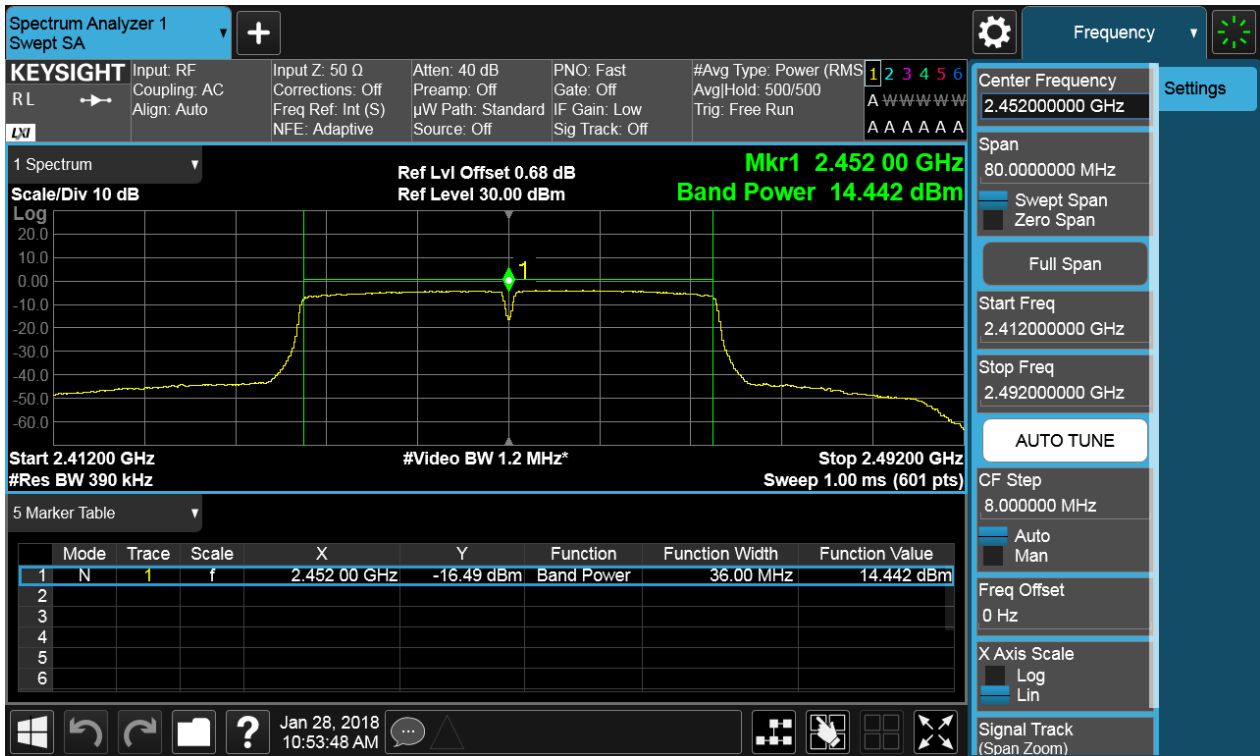 Spectrum Analyzer 1
Swept SA
+
Frequency
KEYSIGHT
RL
LXI
Input: RF
Coupling: AC
Align: Auto
Input Z: 50 Ω
Corrections: Off
Freq Ref: Int (S)
NFE: Adaptive
Atten: 40 dB
Preamp: Off
µW Path: Standard
Source: Off
PNO: Fast
Gate: Off
IF Gain: Low
Sig Track: Off
#Avg Type: Power (RMS
Avg|Hold: 500/500
Trig: Free Run
1 2 3 4 5 6
A W W W W W
A A A A A A
1 Spectrum
Scale/Div 10 dB
Ref Lvl Offset 0.68 dB
Ref Level 30.00 dBm
Mkr1 2.452 00 GHz
Band Power 14.442 dBm
Log
20.0
10.0
0.00
-10.0
-20.0
-30.0
-40.0
-50.0
-60.0
1
Start 2.41200 GHz
#Res BW 390 kHz
#Video BW 1.2 MHz*
Stop 2.49200 GHz
Sweep 1.00 ms (601 pts)
5 Marker Table
Mode Trace Scale X Y Function Function Width Function Value
1 N 1 f 2.452 00 GHz -16.49 dBm Band Power 36.00 MHz 14.442 dBm
2
3
4
5
6
Center Frequency
2.452000000 GHz
Span
80.0000000 MHz
Swept Span
Zero Span
Full Span
Start Freq
2.412000000 GHz
Stop Freq
2.492000000 GHz
AUTO TUNE
CF Step
8.000000 MHz
Auto
Man
Freq Offset
0 Hz
X Axis Scale
Log
Lin
Signal Track
(Span Zoom)
Settings
?
Jan 28, 2018
10:53:48 AM